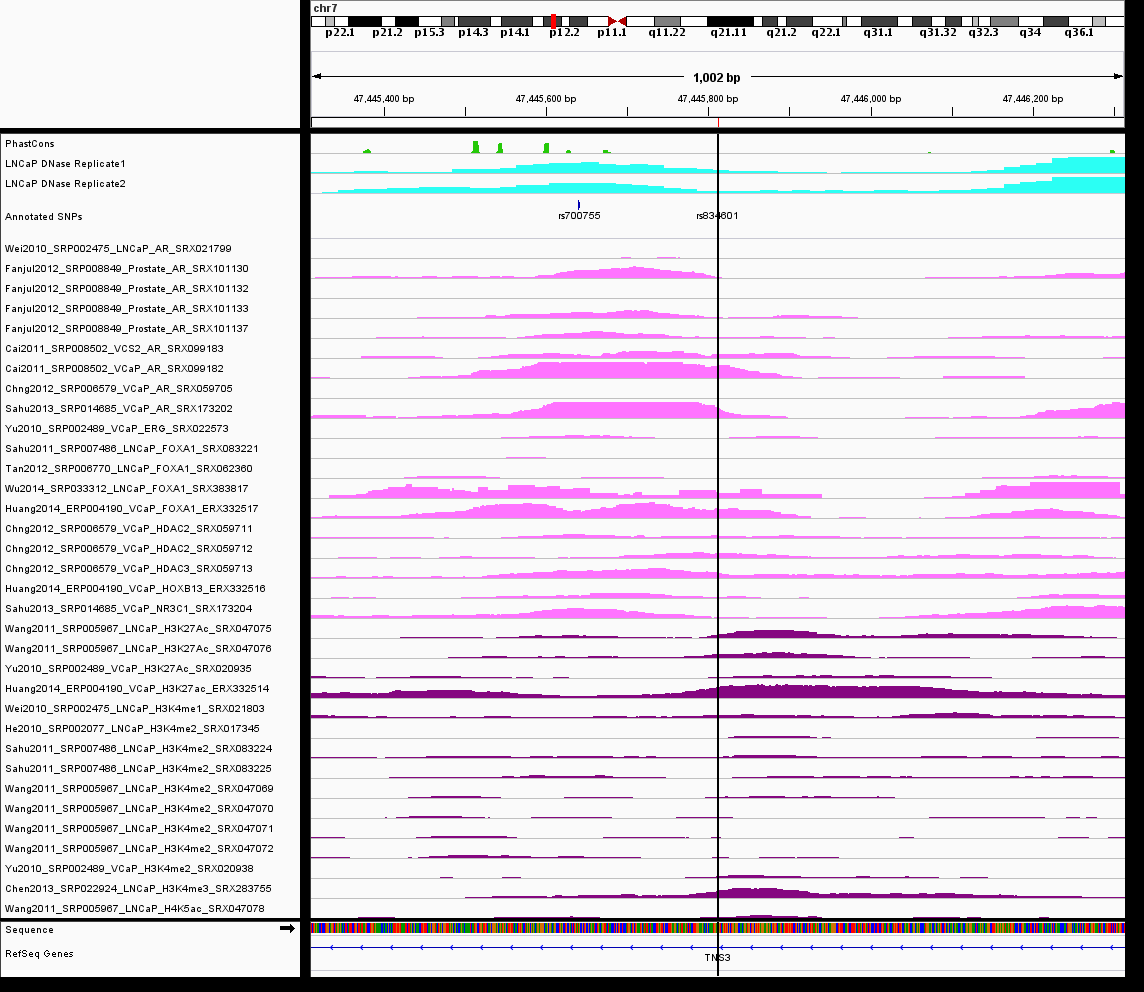 chr7
p22.1 p21.2 p15.3 p14.3 p14.1 p12.2 p11.1 q11.22 q21.11 q21.2 q22.1 q31.1 q31.32 q32.3 q34 q36.1
1,002 bp
47,445,400 bp 47,445,600 bp 47,445,800 bp 47,446,000 bp 47,446,200 bp
PhastCons
LNCaP DNase Replicate1
LNCaP DNase Replicate2
Annotated SNPs rs700755 rs834601
Wei2010_SRP002475_LNCaP_AR_SRX021799
Fanjul2012_SRP008849_Prostate_AR_SRX101130
Fanjul2012_SRP008849_Prostate_AR_SRX101132
Fanjul2012_SRP008849_Prostate_AR_SRX101133
Fanjul2012_SRP008849_Prostate_AR_SRX101137
Cai2011_SRP008502_VCS2_AR_SRX099183
Cai2011_SRP008502_VCaP_AR_SRX099182
Chng2012_SRP006579_VCaP_AR_SRX059705
Sahu2013_SRP014685_VCaP_AR_SRX173202
Yu2010_SRP002489_VCaP_ERG_SRX022573
Sahu2011_SRP007486_LNCaP_FOXA1_SRX083221
Tan2012_SRP006770_LNCaP_FOXA1_SRX062360
Wu2014_SRP033312_LNCaP_FOXA1_SRX383817
Huang2014_ERP004190_VCaP_FOXA1_ERX332517
Chng2012_SRP006579_VCaP_HDAC2_SRX059711
Chng2012_SRP006579_VCaP_HDAC2_SRX059712
Chng2012_SRP006579_VCaP_HDAC3_SRX059713
Huang2014_ERP004190_VCaP_HOXB13_ERX332516
Sahu2013_SRP014685_VCaP_NR3C1_SRX173204
Wang2011_SRP005967_LNCaP_H3K27Ac_SRX047075
Wang2011_SRP005967_LNCaP_H3K27Ac_SRX047076
Yu2010_SRP002489_VCaP_H3K27Ac_SRX020935
Huang2014_ERP004190_VCaP_H3K27ac_ERX332514
Wei2010_SRP002475_LNCaP_H3K4me1_SRX021803
He2010_SRP002077_LNCaP_H3K4me2_SRX017345
Sahu2011_SRP007486_LNCaP_H3K4me2_SRX083224
Sahu2011_SRP007486_LNCaP_H3K4me2_SRX083225
Wang2011_SRP005967_LNCaP_H3K4me2_SRX047069
Wang2011_SRP005967_LNCaP_H3K4me2_SRX047070
Wang2011_SRP005967_LNCaP_H3K4me2_SRX047071
Wang2011_SRP005967_LNCaP_H3K4me2_SRX047072
Yu2010_SRP002489_VCaP_H3K4me2_SRX020938
Chen2013_SRP022924_LNCaP_H3K4me3_SRX283755
Wang2011_SRP005967_LNCaP_H4K5ac_SRX047078
Sequence
RefSeq Genes
TNS3